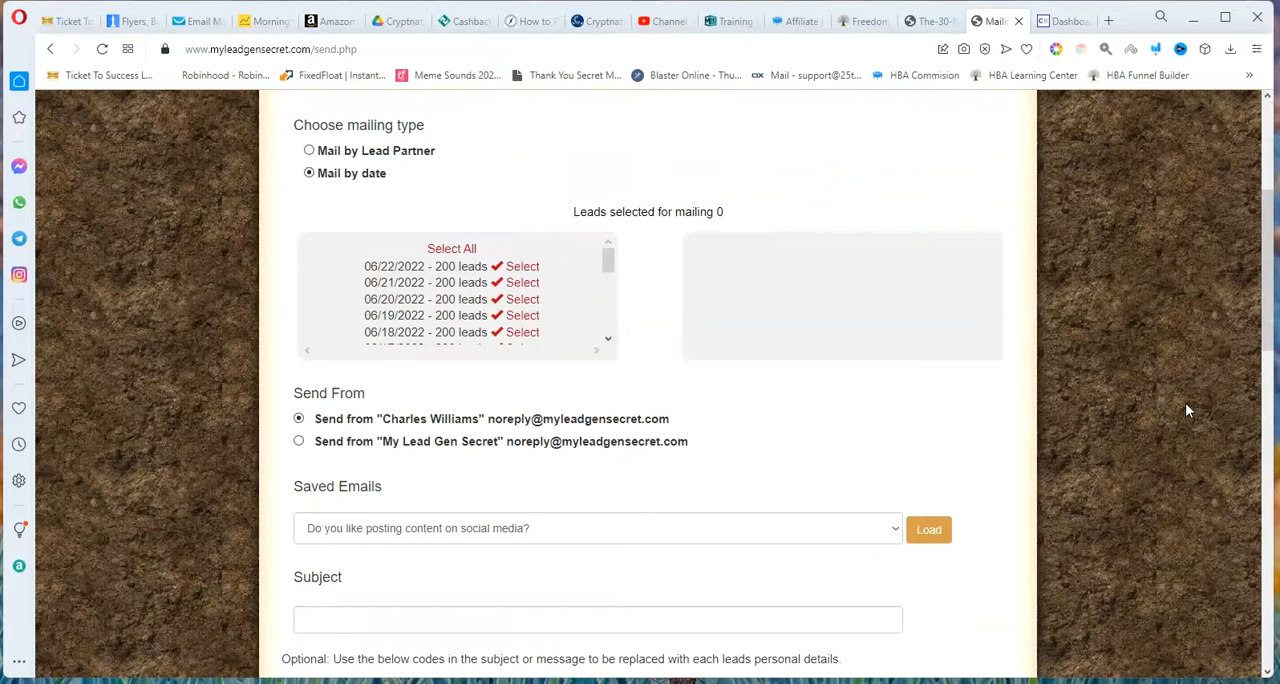 Ticket To
Flyers, B
Email Ma
Morning
Amazon
Cryptnat
Cashbac
How to P
Cryptna
Channel
Training
Affiliate
Freedom
The-30-
Mailin
Dashboa
www.myleadgensecret.com/send.php
Ticket To Success L...
Robinhood - Robin...
FixedFloat | Instant...
Meme Sounds 202...
Thank You Secret M...
Blaster Online - Thu...
Mail - support@25t...
HBA Commision
HBA Learning Center
HBA Funnel Builder
Choose mailing type
Mail by Lead Partner
Mail by date
Leads selected for mailing 0
Select All
06/22/2022 - 200 leads ✔ Select
06/21/2022 - 200 leads ✔ Select
06/20/2022 - 200 leads ✔ Select
06/19/2022 - 200 leads ✔ Select
06/18/2022 - 200 leads ✔ Select
Send From
Send from "Charles Williams" noreply@myleadgensecret.com
Send from "My Lead Gen Secret" noreply@myleadgensecret.com
Saved Emails
Do you like posting content on social media?
Load
Subject
Optional: Use the below codes in the subject or message to be replaced with each leads personal details.